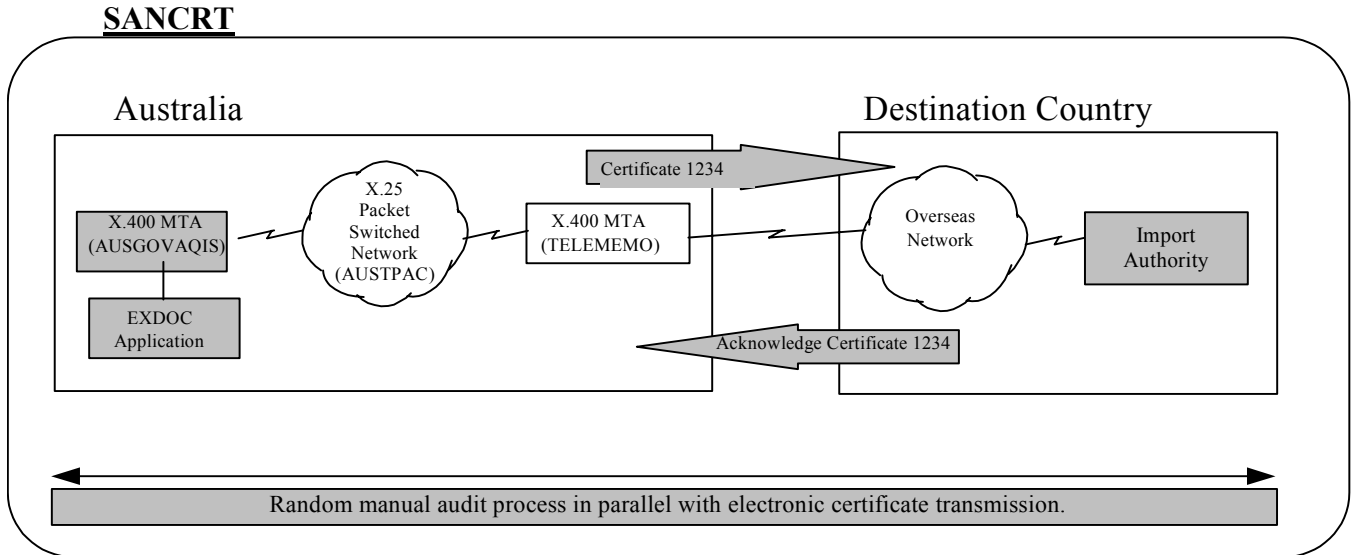 SANCRT
Australia
Destination Country
Certificate 1234
X.400 MTA
(AUSGOVAQIS)
EXDOC
Application
X.25
Packet
Switched
Network
(AUSTPAC)
X.400 MTA
(TELEMEMO)
Overseas
Network
Import
Authority
Acknowledge Certificate 1234
Random manual audit process in parallel with electronic certificate transmission.